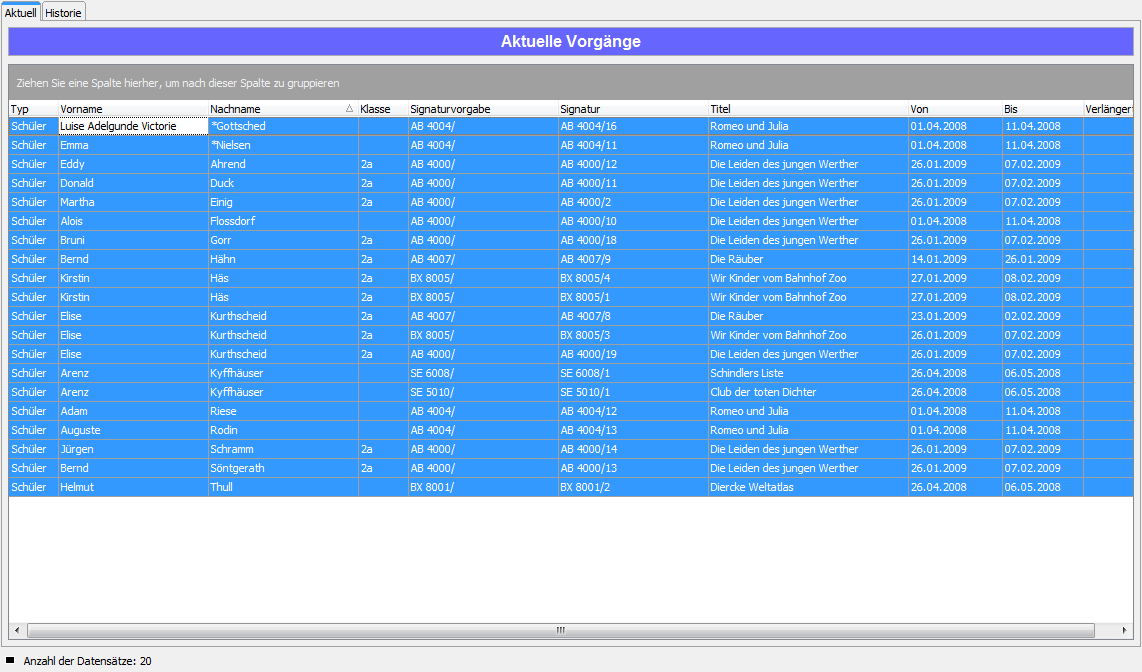 Aktuell Historie
Aktuelle Vorgänge
Ziehen Sie eine Spalte hierher, um nach dieser Spalte zu gruppieren
Typ Vorname Nachname Klasse Signaturvorgabe Signatur Titel Von Bis Verlänger
Schüler Luise Adelgunde Victorie *Gottsched AB 4004/ AB 4004/16 Romeo und Julia 01.04.2008 11.04.2008
Schüler Emma *Nielsen AB 4004/ AB 4004/11 Romeo und Julia 01.04.2008 11.04.2008
Schüler Eddy Ahrend 2a AB 4000/ AB 4000/12 Die Leiden des jungen Werther 26.01.2009 07.02.2009
Schüler Donald Duck 2a AB 4000/ AB 4000/11 Die Leiden des jungen Werther 26.01.2009 07.02.2009
Schüler Martha Einig 2a AB 4000/ AB 4000/2 Die Leiden des jungen Werther 26.01.2009 07.02.2009
Schüler Alois Flossdorf AB 4000/ AB 4000/10 Die Leiden des jungen Werther 01.04.2008 11.04.2008
Schüler Bruni Gorr 2a AB 4000/ AB 4000/18 Die Leiden des jungen Werther 26.01.2009 07.02.2009
Schüler Bernd Hähn 2a AB 4007/ AB 4007/9 Die Räuber 14.01.2009 26.01.2009
Schüler Kirstin Häs 2a BX 8005/ BX 8005/4 Wir Kinder vom Bahnhof Zoo 27.01.2009 08.02.2009
Schüler Kirstin Häs 2a BX 8005/ BX 8005/1 Wir Kinder vom Bahnhof Zoo 27.01.2009 08.02.2009
Schüler Elise Kurthscheid 2a AB 4007/ AB 4007/8 Die Räuber 23.01.2009 02.02.2009
Schüler Elise Kurthscheid 2a BX 8005/ BX 8005/3 Wir Kinder vom Bahnhof Zoo 26.01.2009 07.02.2009
Schüler Elise Kurthscheid 2a AB 4000/ AB 4000/19 Die Leiden des jungen Werther 26.01.2009 07.02.2009
Schüler Arenz Kyffhäuser SE 6008/ SE 6008/1 Schindlers Liste 26.04.2008 06.05.2008
Schüler Arenz Kyffhäuser SE 5010/ SE 5010/1 Club der toten Dichter 26.04.2008 06.05.2008
Schüler Adam Riese AB 4004/ AB 4004/12 Romeo und Julia 01.04.2008 11.04.2008
Schüler Auguste Rodin AB 4004/ AB 4004/13 Romeo und Julia 01.04.2008 11.04.2008
Schüler Jürgen Schramm 2a AB 4000/ AB 4000/14 Die Leiden des jungen Werther 26.01.2009 07.02.2009
Schüler Bernd Söntgerath 2a AB 4000/ AB 4000/13 Die Leiden des jungen Werther 26.01.2009 07.02.2009
Schüler Helmut Thull BX 8001/ BX 8001/2 Diercke Weltatlas 26.04.2008 06.05.2008
Anzahl der Datensätze: 20